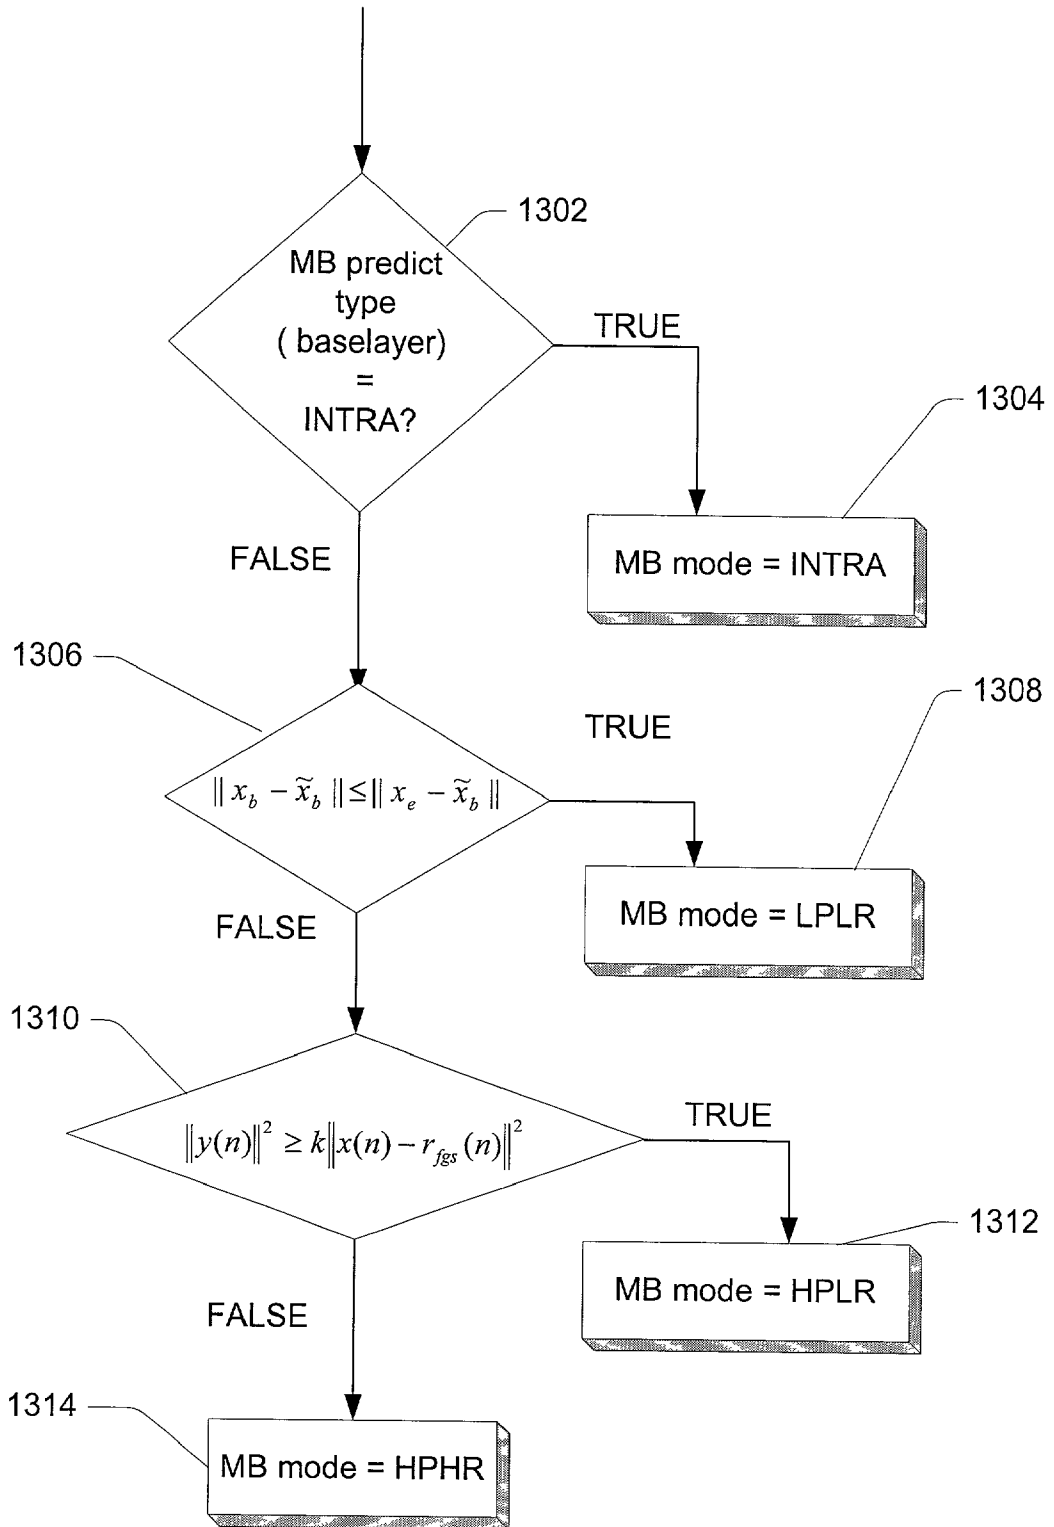 1302
MB predict
type
( baselayer)
=
INTRA?
TRUE
1304
MB mode = INTRA
FALSE
1306
1308
TRUE
|| x_b − x̃_b || ≤ || x_e − x̃_b ||
MB mode = LPLR
FALSE
1310
TRUE
‖y(n)‖² ≥ k‖x(n) − r_fgs(n)‖²
1312
MB mode = HPLR
FALSE
1314
MB mode = HPHR